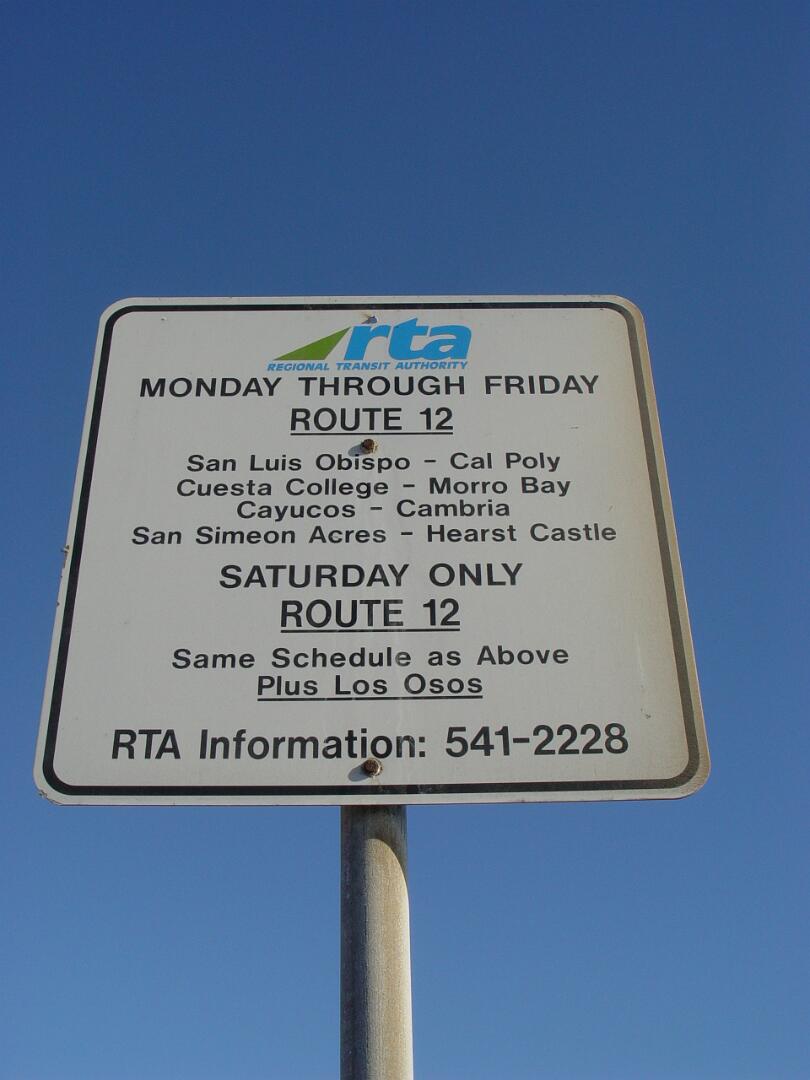 rta
REGIONAL TRANSIT AUTHORITY
MONDAY THROUGH FRIDAY
ROUTE 12
San Luis Obispo - Cal Poly
Cuesta College - Morro Bay
Cayucos - Cambria
San Simeon Acres - Hearst Castle
SATURDAY ONLY
ROUTE 12
Same Schedule as Above
Plus Los Osos
RTA Information: 541-2228